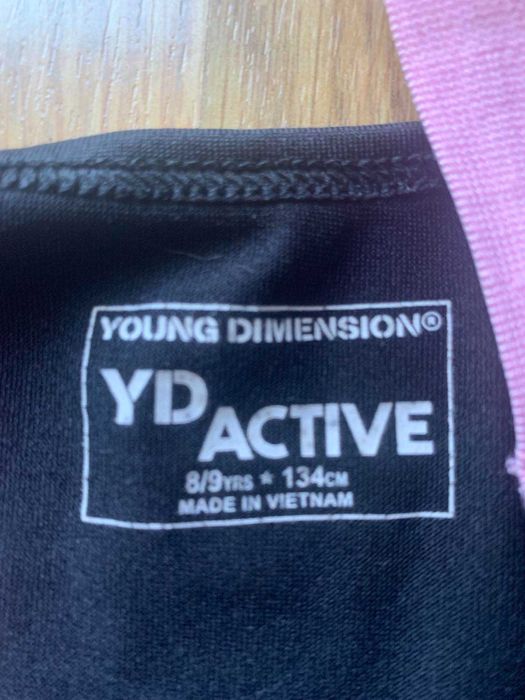 YOUNG DIMENSION®
YD
ACTIVE
8/9YRS * 134CM
MADE IN VIETNAM